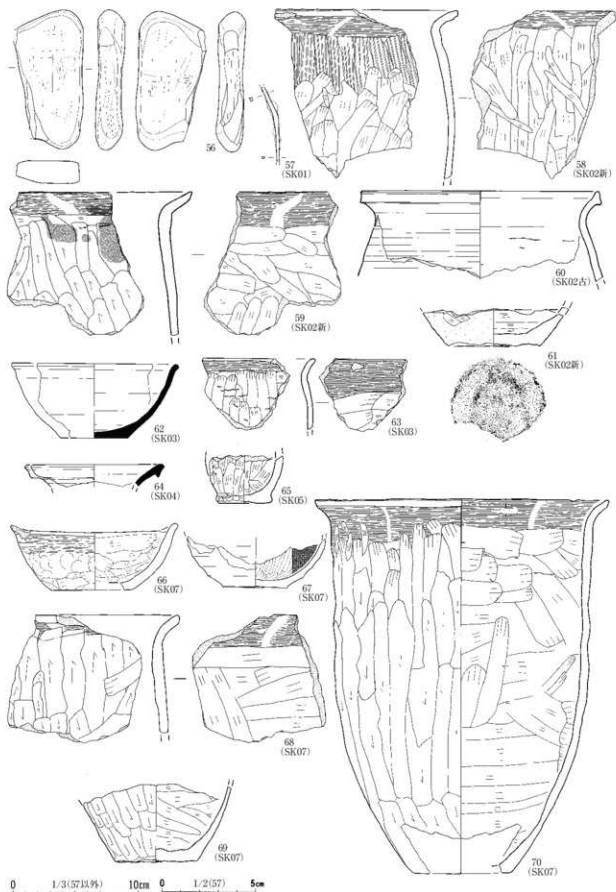 56
57
(SK01)
58
(SK02新)
59
(SK02新)
60
(SK02古)
61
(SK02新)
62
(SK03)
63
(SK03)
64
(SK04)
65
(SK05)
66
(SK07)
67
(SK07)
68
(SK07)
69
(SK07)
70
(SK07)
0 1/3(57以外) 10cm 0 1/2(57) 5cm